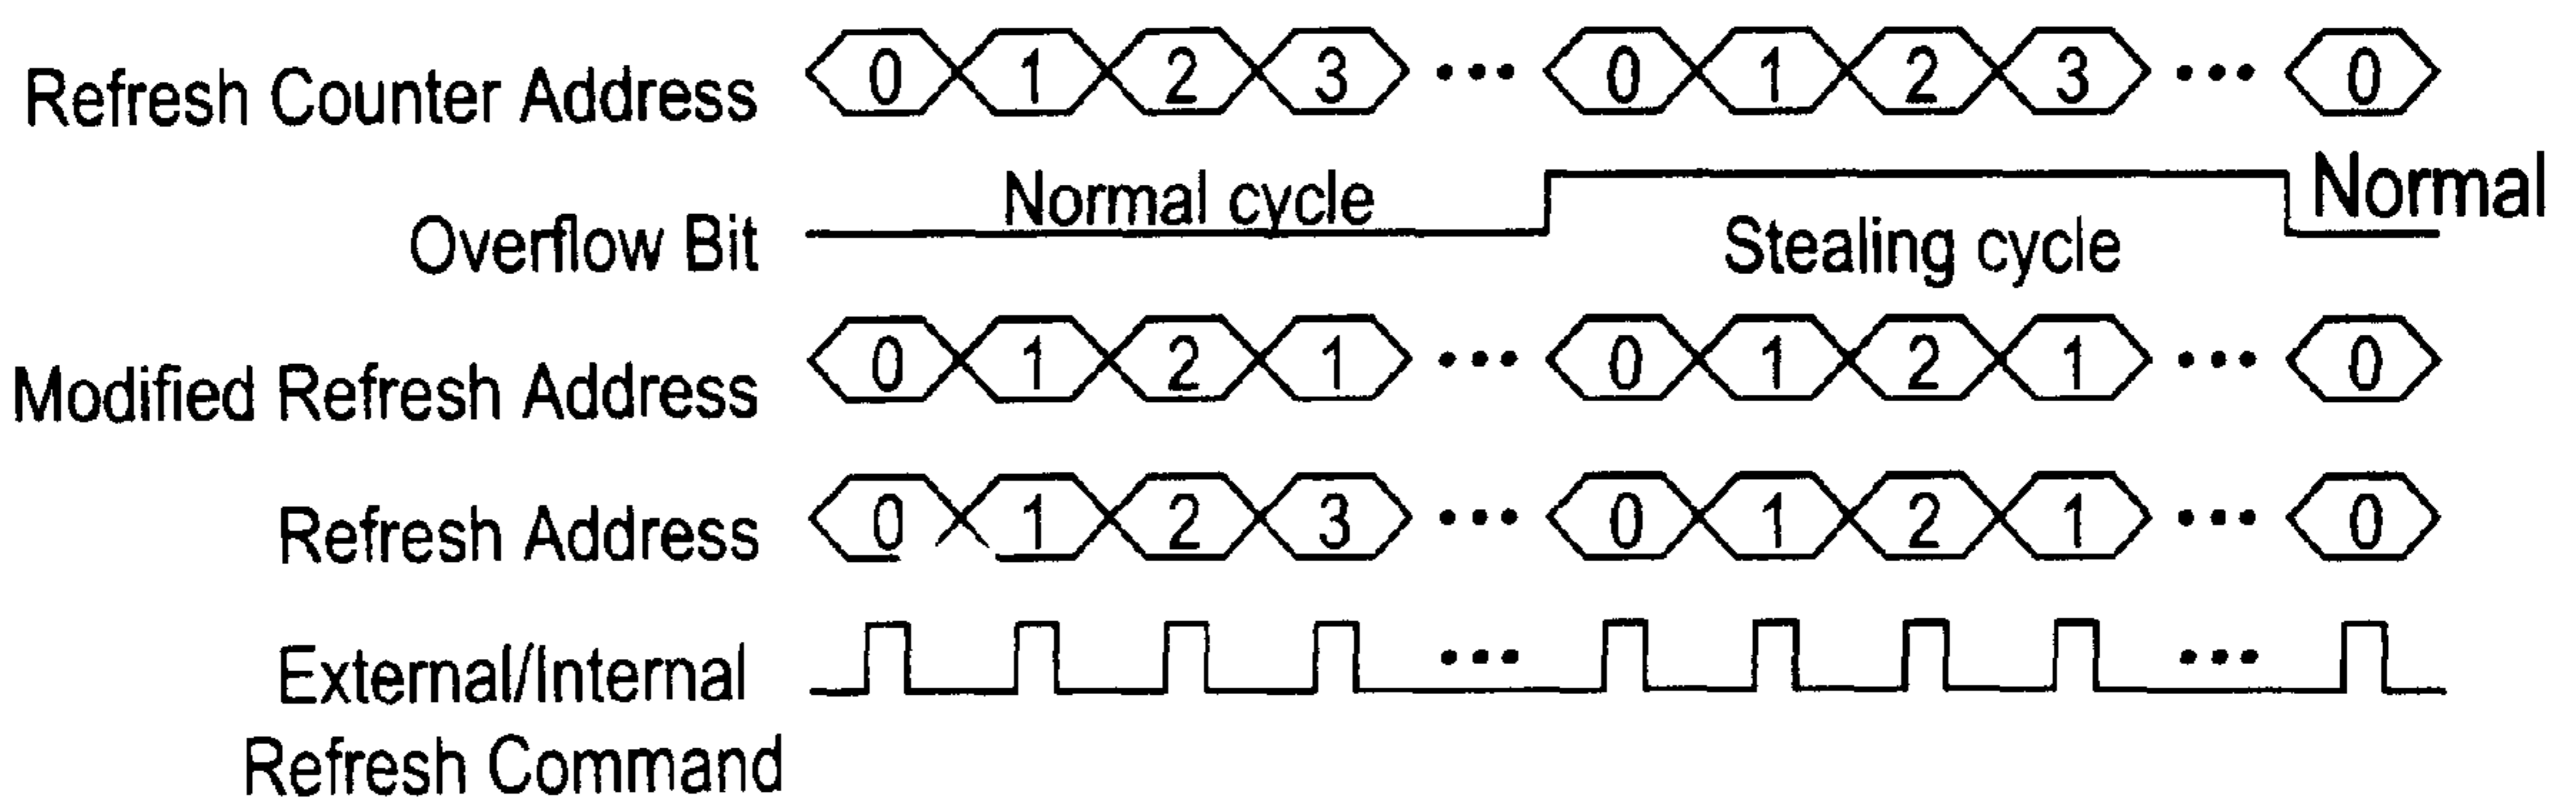 Refresh Counter Address 0 1 2 3 ••• 0 1 2 3 ••• 0
Overflow Bit Normal cycle Stealing cycle Normal
Modified Refresh Address 0 1 2 1 ••• 0 1 2 1 ••• 0
Refresh Address 0 1 2 3 ••• 0 1 2 1 ••• 0
External/Internal ••• •••
Refresh Command